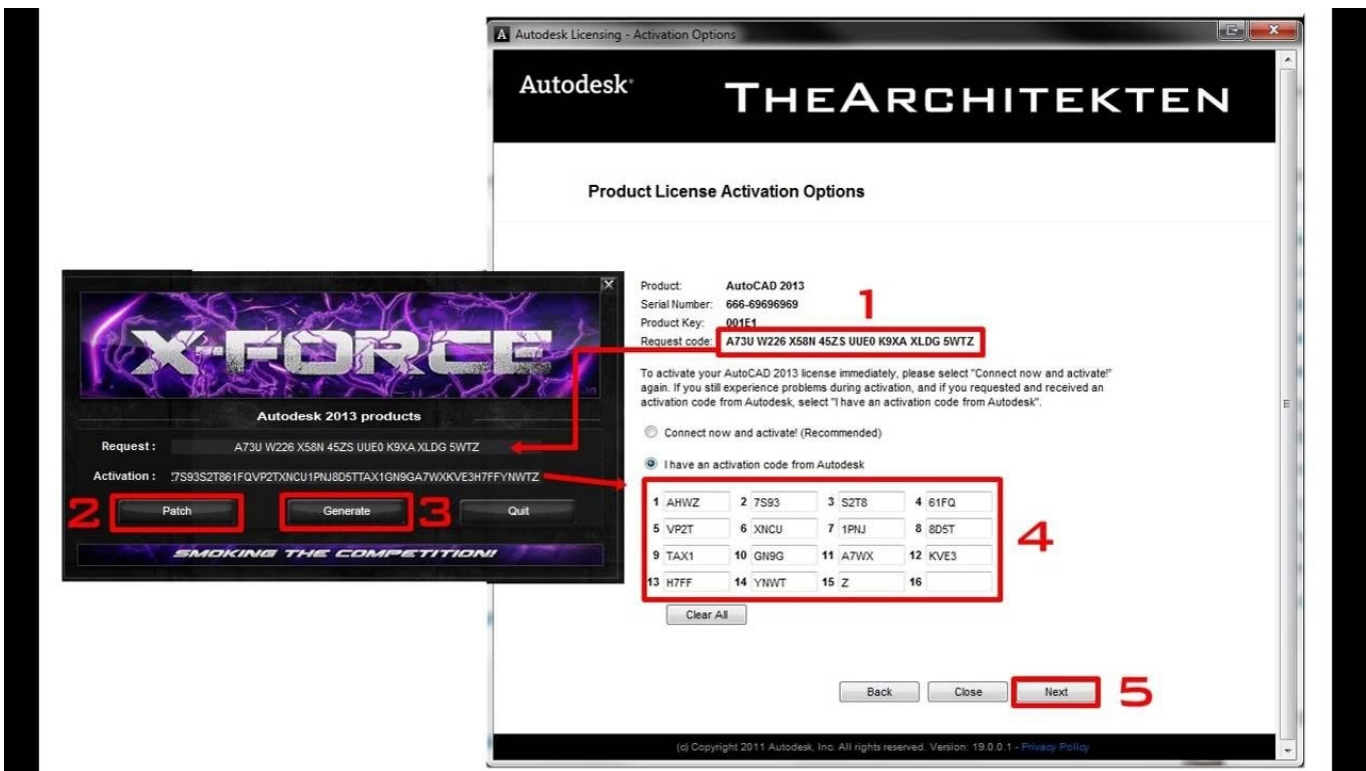 Autodesk Licensing - Activation Options
Autodesk
THEARCHITEKTEN
Product License Activation Options
Product: AutoCAD 2013
Serial Number: 666-69696969
Product Key: 001E1
Request code: A73U W226 X58N 45ZS UUE0 K9XA XLDG 5WTZ
1
To activate your AutoCAD 2013 license immediately, please select "Connect now and activate!"
again. If you still experience problems during activation, and if you requested and received an
activation code from Autodesk, select "I have an activation code from Autodesk".
Connect now and activate! (Recommended)
I have an activation code from Autodesk
1 AHWZ 2 7S93 3 S2T8 4 61FQ
5 VP2T 6 XNCU 7 1PNJ 8 8D5T
9 TAX1 10 GN9G 11 A7WX 12 KVE3
13 H7FF 14 YNWT 15 Z 16
4
Clear All
Back Close Next
5
(c) Copyright 2011 Autodesk, Inc. All rights reserved. Version: 19.0.0.1 - Privacy Policy
X-FORCE
Autodesk 2013 products
Request : A73U W226 X58N 45ZS UUE0 K9XA XLDG 5WTZ
Activation : 7S93S2T861FQVP2TXNCU1PNJ8D5TTAX1GN9GA7WXKVE3H7FFYNWTZ
2 Patch Generate 3 Quit
SMOKING THE COMPETITION!